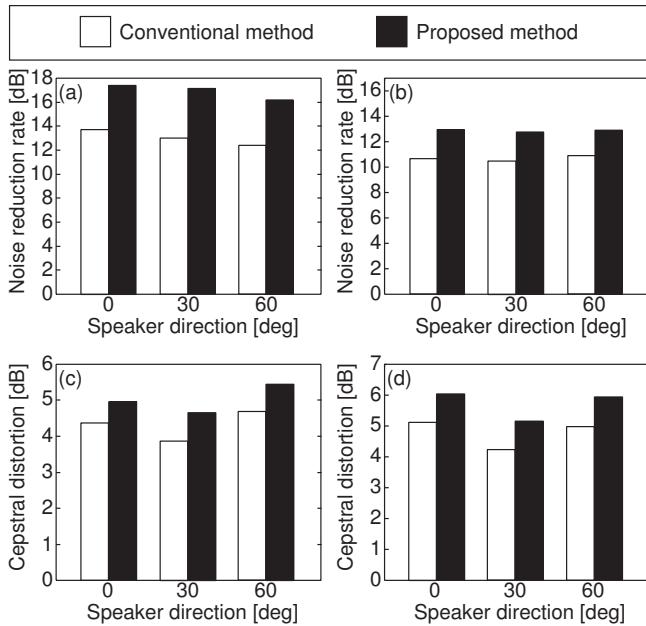 Conventional method Proposed method
Noise reduction rate [dB]
18
16
14
12
10
8
6
4
2
0
(a)
0 30 60
Speaker direction [deg]
Noise reduction rate [dB]
18
16
14
12
10
8
6
4
2
0
(b)
0 30 60
Speaker direction [deg]
Cepstral distortion [dB]
6
5
4
3
2
1
0
(c)
0 30 60
Speaker direction [deg]
Cepstral distortion [dB]
7
6
5
4
3
2
1
0
(d)
0 30 60
Speaker direction [deg]